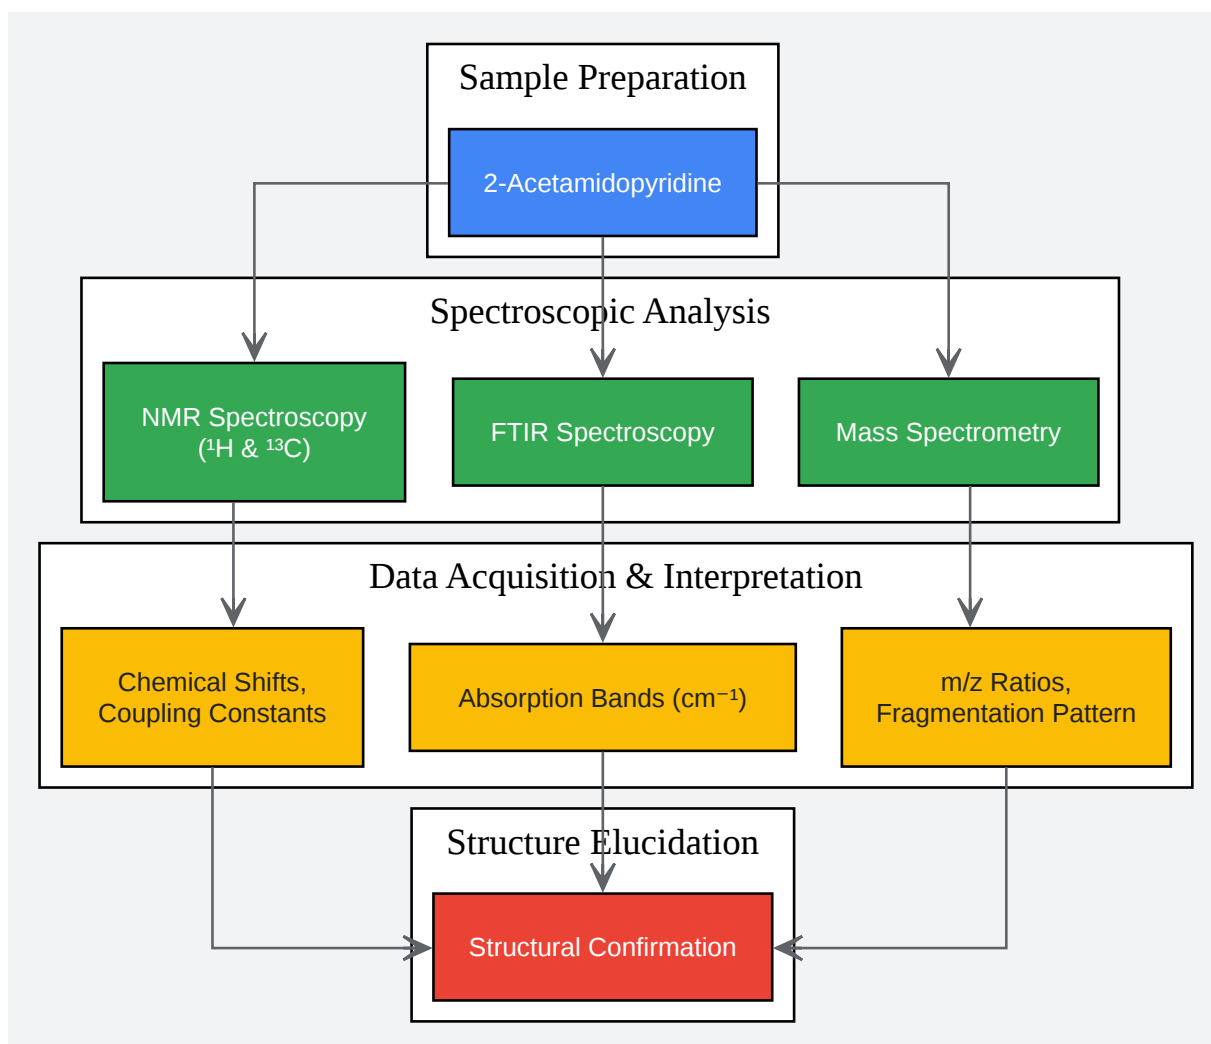 Sample Preparation
2-Acetamidopyridine
Spectroscopic Analysis
NMR Spectroscopy
(¹H & ¹³C)
FTIR Spectroscopy
Mass Spectrometry
Data Acquisition & Interpretation
Chemical Shifts,
Coupling Constants
Absorption Bands (cm⁻¹)
m/z Ratios,
Fragmentation Pattern
Structure Elucidation
Structural Confirmation